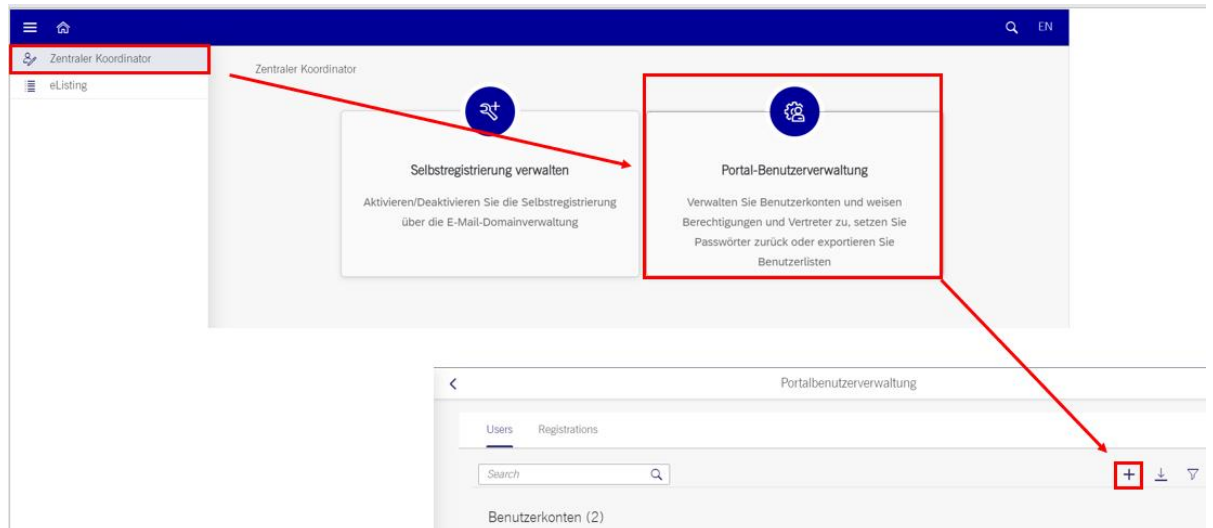 EN
Zentraler Koordinator
eListing
Zentraler Koordinator
Selbstregistrierung verwalten
Aktivieren/Deaktivieren Sie die Selbstregistrierung
über die E-Mail-Domainverwaltung
Portal-Benutzerverwaltung
Verwalten Sie Benutzerkonten und weisen
Berechtigungen und Vertreter zu, setzen Sie
Passwörter zurück oder exportieren Sie
Benutzerlisten
Portalbenutzerverwaltung
Users Registrations
Search
Benutzerkonten (2)